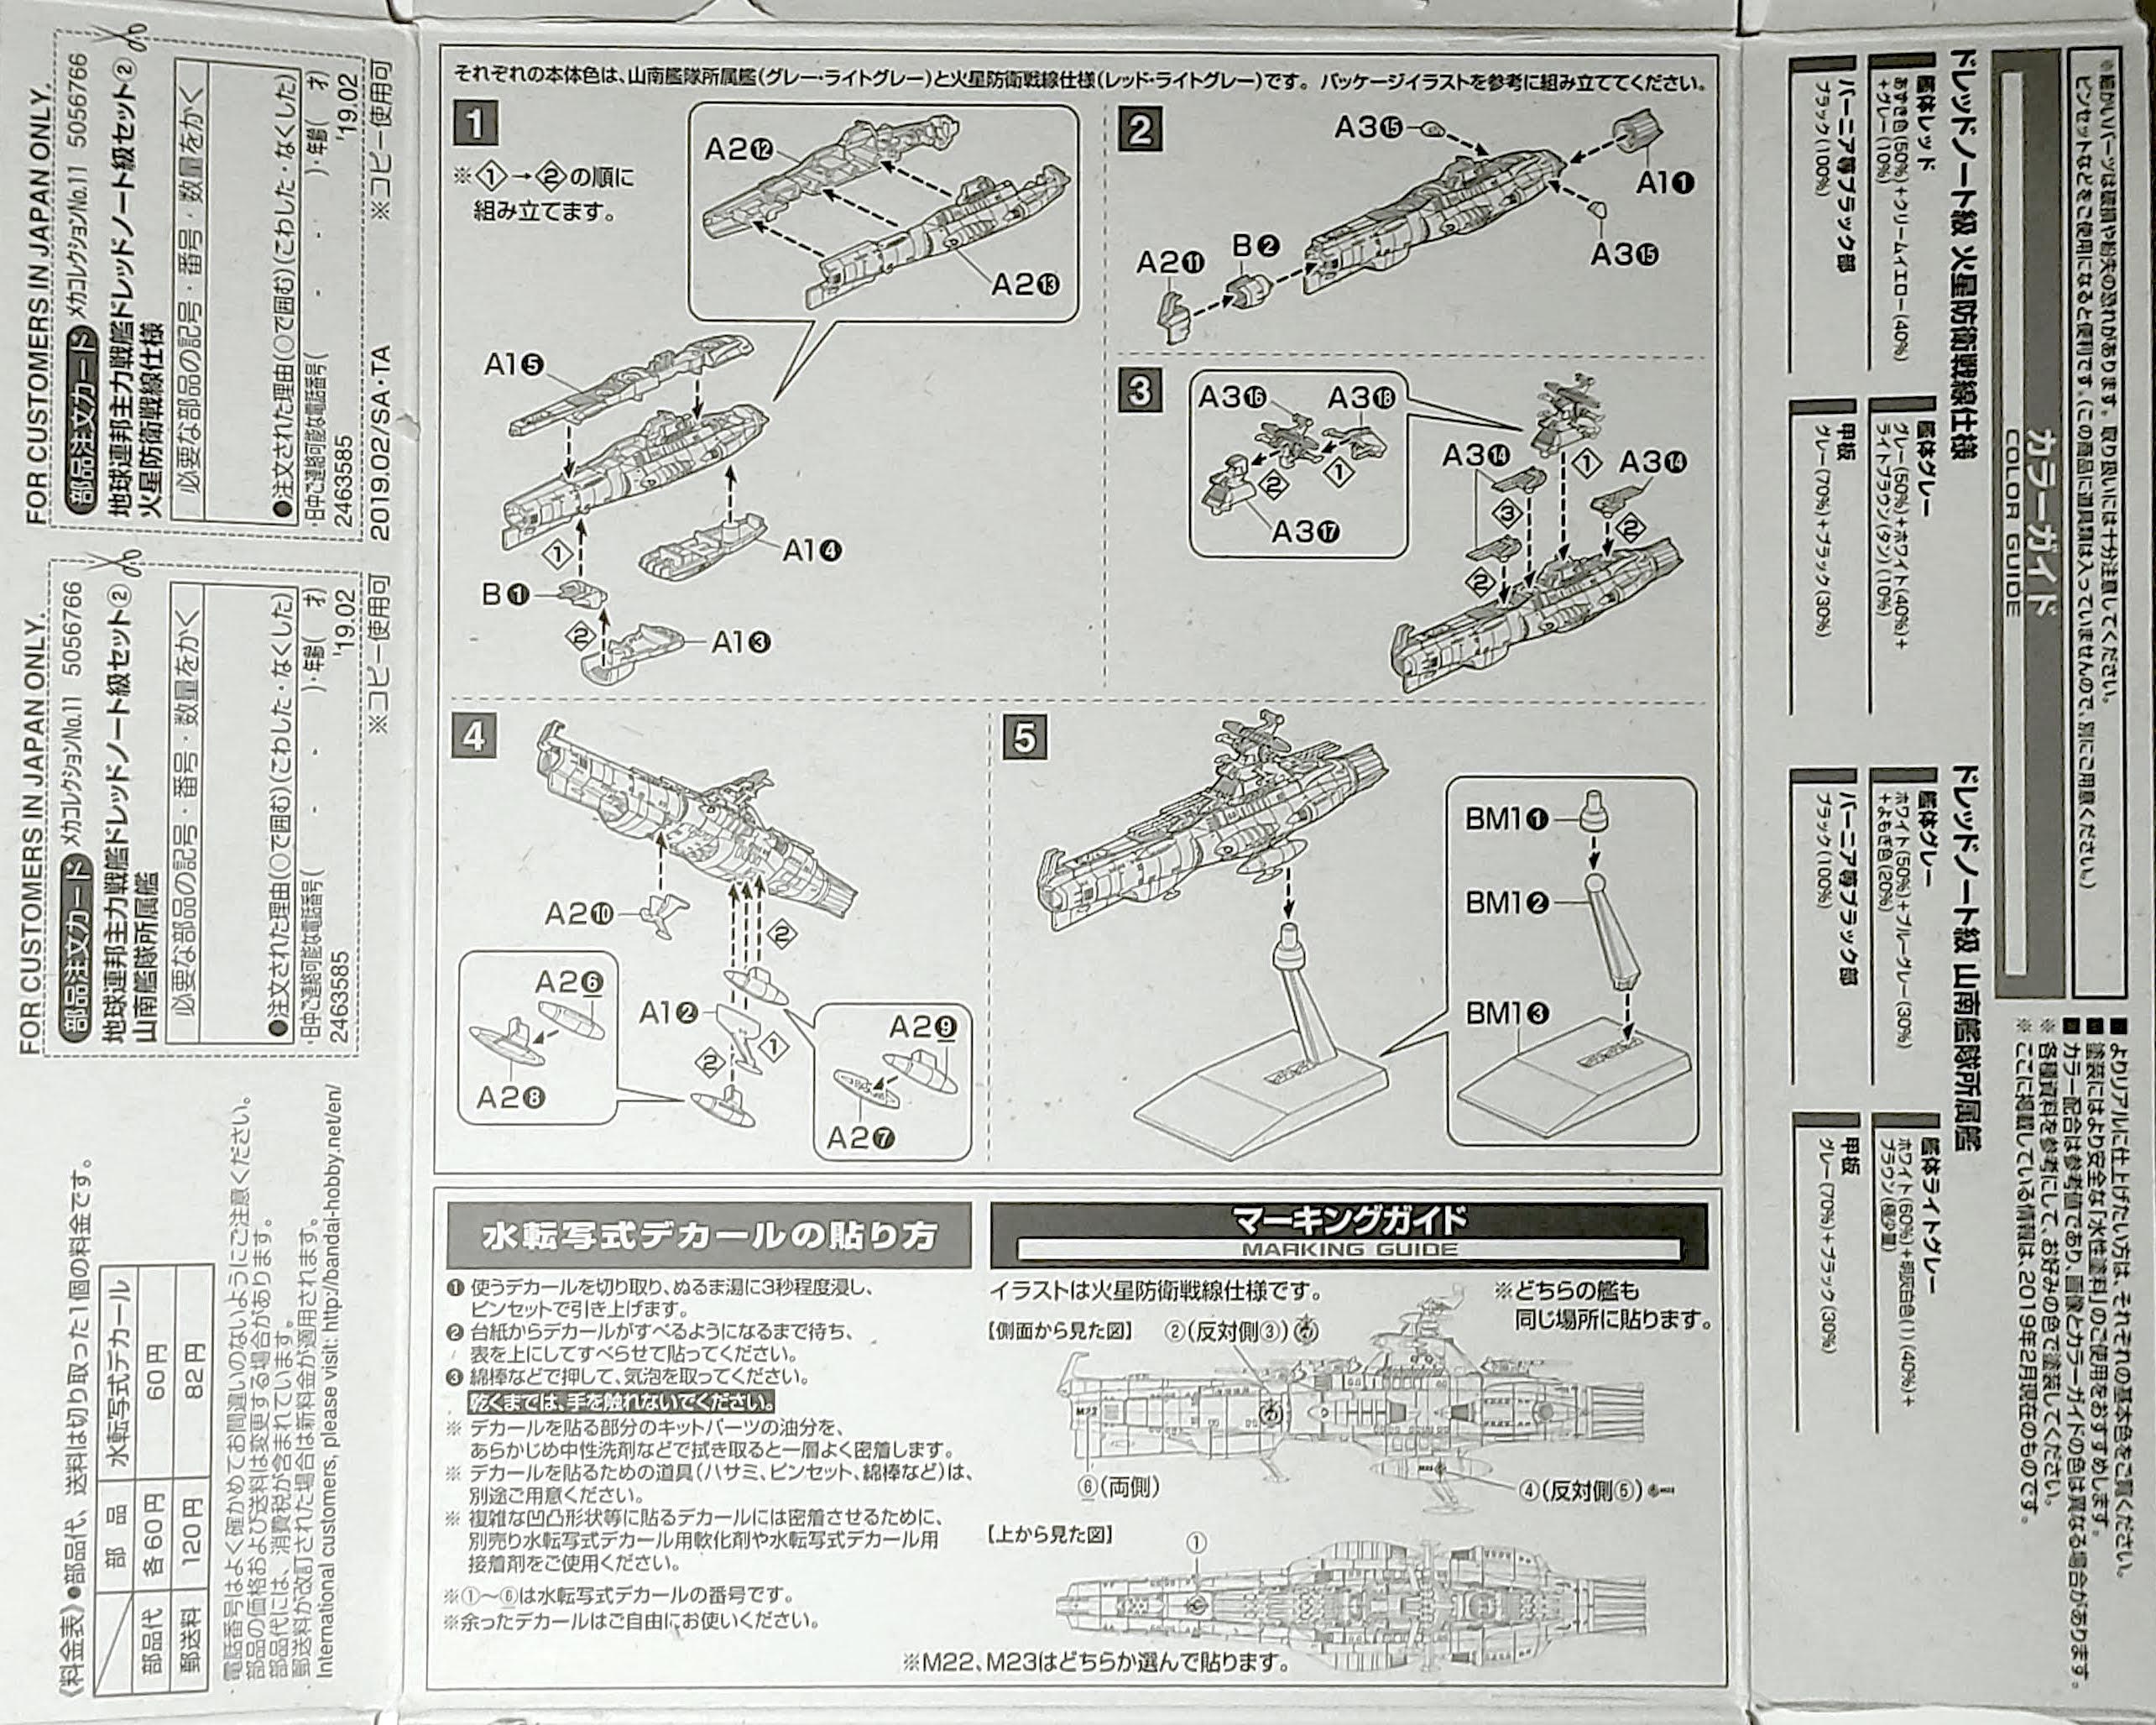 FOR CUSTOMERS IN JAPAN ONLY.
部品注文カード メカコレクションNo.11 5056766
地球連邦主力戦艦ドレッドノート級セット②
火星防衛戦線仕様
必要な部品の記号・番号・数量をかく
●注文された理由(○で囲む)(こわした・なくした)
・日中ご連絡可能な電話番号( - - )・年齢( 才)
2463585 '19.02
2019.02/SA・TA ※コピー使用可
FOR CUSTOMERS IN JAPAN ONLY.
部品注文カード メカコレクションNo.11 5056766
地球連邦主力戦艦ドレッドノート級セット②
山南艦隊所属艦
必要な部品の記号・番号・数量をかく
●注文された理由(○で囲む)(こわした・なくした)
・日中ご連絡可能な電話番号( - - )・年齢( 才)
2463585 '19.02
※コピー使用可
《料金表》●部品代、送料は切り取った1個の料金です。
部 品 水転写式デカール
部品代 各60円 60円
郵送料 120円 82円
・電話番号はよく確かめてお間違いのないようにご注意ください。
部品の価格および送料は変更する場合があります。
部品代には、消費税が含まれています。
郵送料が改訂された場合は新料金が適用されます。
International customers, please visit: http://bandai-hobby.net/en/
それぞれの本体色は、山南艦隊所属艦(グレー・ライトグレー)と火星防衛戦線仕様(レッド・ライトグレー)です。パッケージイラストを参考に組み立ててください。
1
※①→②の順に
組み立てます。
A2⑫
A2⑬
A1⑤
A1④
1
B①
2
A1③
2
A3⑮
A1①
A3⑮
B②
A2⑪
3
A3⑯
A3⑱
1
2
A3⑰
A3⑭
1
A3⑭
3
2
2
4
A2⑩
2
A2⑥
A2⑧
A1②
1
2
A2⑨
A2⑦
5
BM1①
BM1②
BM1③
水転写式デカールの貼り方
❶ 使うデカールを切り取り、ぬるま湯に3秒程度浸し、
ピンセットで引き上げます。
❷ 台紙からデカールがすべるようになるまで待ち、
表を上にしてすべらせて貼ってください。
❸ 綿棒などで押して、気泡を取ってください。
乾くまでは、手を触れないでください。
※ デカールを貼る部分のキットパーツの油分を、
あらかじめ中性洗剤などで拭き取ると一層よく密着します。
※ デカールを貼るための道具(ハサミ、ピンセット、綿棒など)は、
別途ご用意ください。
※ 複雑な凹凸形状等に貼るデカールには密着させるために、
別売り水転写式デカール用軟化剤や水転写式デカール用
接着剤をご使用ください。
※①~⑥は水転写式デカールの番号です。
※余ったデカールはご自由にお使いください。
マーキングガイド
MARKING GUIDE
イラストは火星防衛戦線仕様です。
※どちらの艦も
同じ場所に貼ります。
【側面から見た図】
②(反対側③)
M22
⑥(両側)
④(反対側⑤)
【上から見た図】
①
※M22、M23はどちらか選んで貼ります。
※細かいパーツは破損や紛失の恐れがあります。取り扱いには十分注意してください。
ピンセットなどをご使用になると便利です。(この商品に道具類は入っていませんので、別にご用意ください。)
カラーガイド
COLOR GUIDE
ドレッドノート級 火星防衛戦線仕様
艦体レッド
あずき色(50%)+クリームイエロー(40%)
+グレー(10%)
バーニア等ブラック部
ブラック(100%)
艦体グレー
グレー(50%)+ホワイト(40%)+
ライトブラウン(タン)(10%)
甲板
グレー(70%)+ブラック(30%)
ドレッドノート級 山南艦隊所属艦
艦体グレー
ホワイト(50%)+ブルーグレー(30%)
+よもぎ色(20%)
バーニア等ブラック部
ブラック(100%)
艦体ライトグレー
ホワイト(60%)+明灰白色(1)(40%)+
ブラウン(極少量)
甲板
グレー(70%)+ブラック(30%)
■ よりリアルに仕上げたい方は、それぞれの基本色をご覧ください。
■ 塗装にはより安全な「水性塗料」のご使用をおすすめします。
■ カラー配合は参考値であり、画像とカラーガイドの色は異なる場合があります。
※ 各種資料を参考にして、お好みの色で塗装してください。
※ ここに掲載している情報は、2019年2月現在のものです。